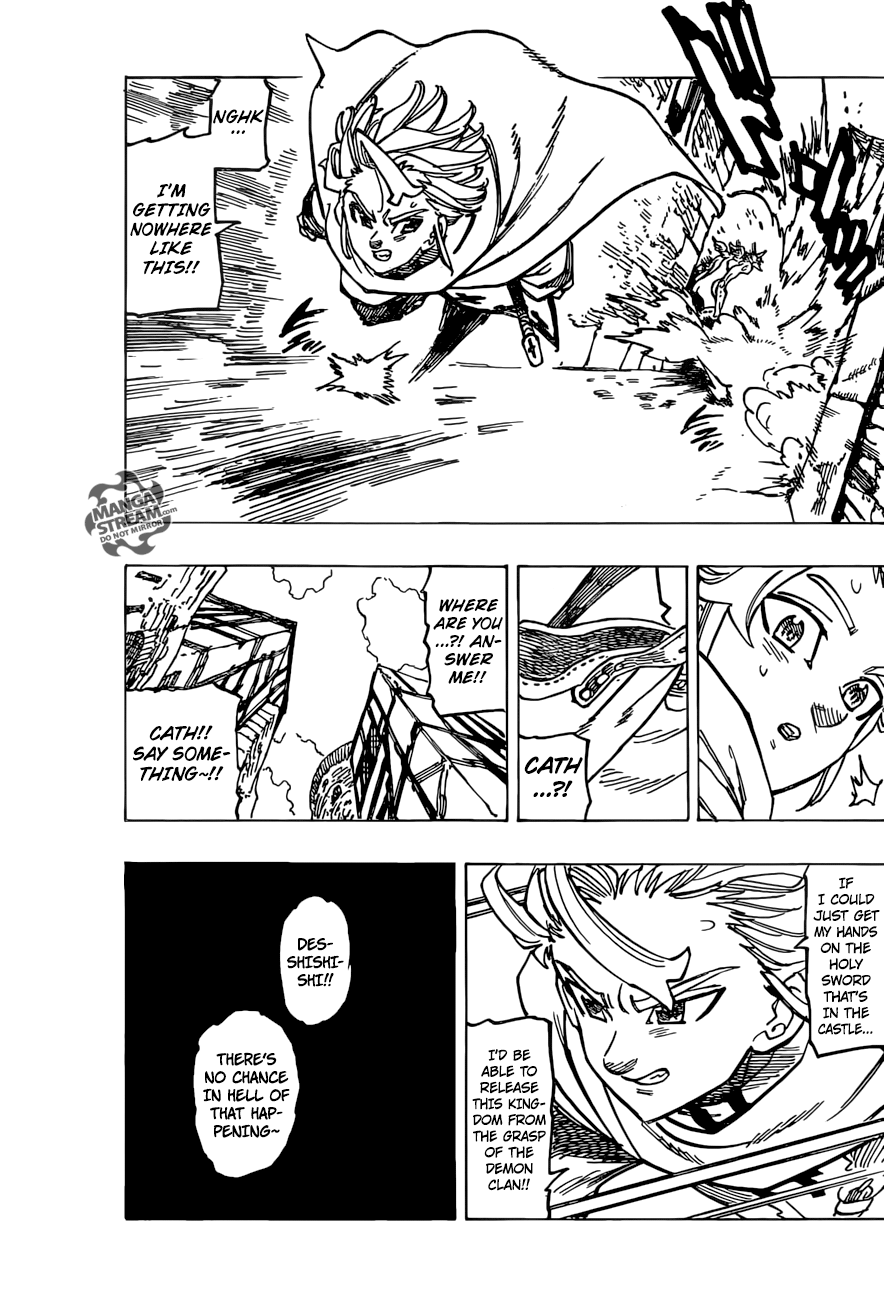 NGHK
...
I'M
GETTING
NOWHERE
LIKE
THIS!!
MANGA
STREAM.com
DO NOT MIRROR
CATH
...?!
WHERE
ARE YOU
...?! AN-
SWER
ME!!
CATH!!
SAY SOME-
THING~!!
IF
I COULD
JUST GET
MY HANDS
ON THE
HOLY
SWORD
THAT'S
IN THE
CASTLE...
I'D BE
ABLE TO
RELEASE
THIS KING-
DOM FROM
THE GRASP
OF THE
DEMON
CLAN!!
DES-
SHISHI-
SHI!!
THERE'S
NO CHANCE
IN HELL OF
THAT HAP-
PENING~